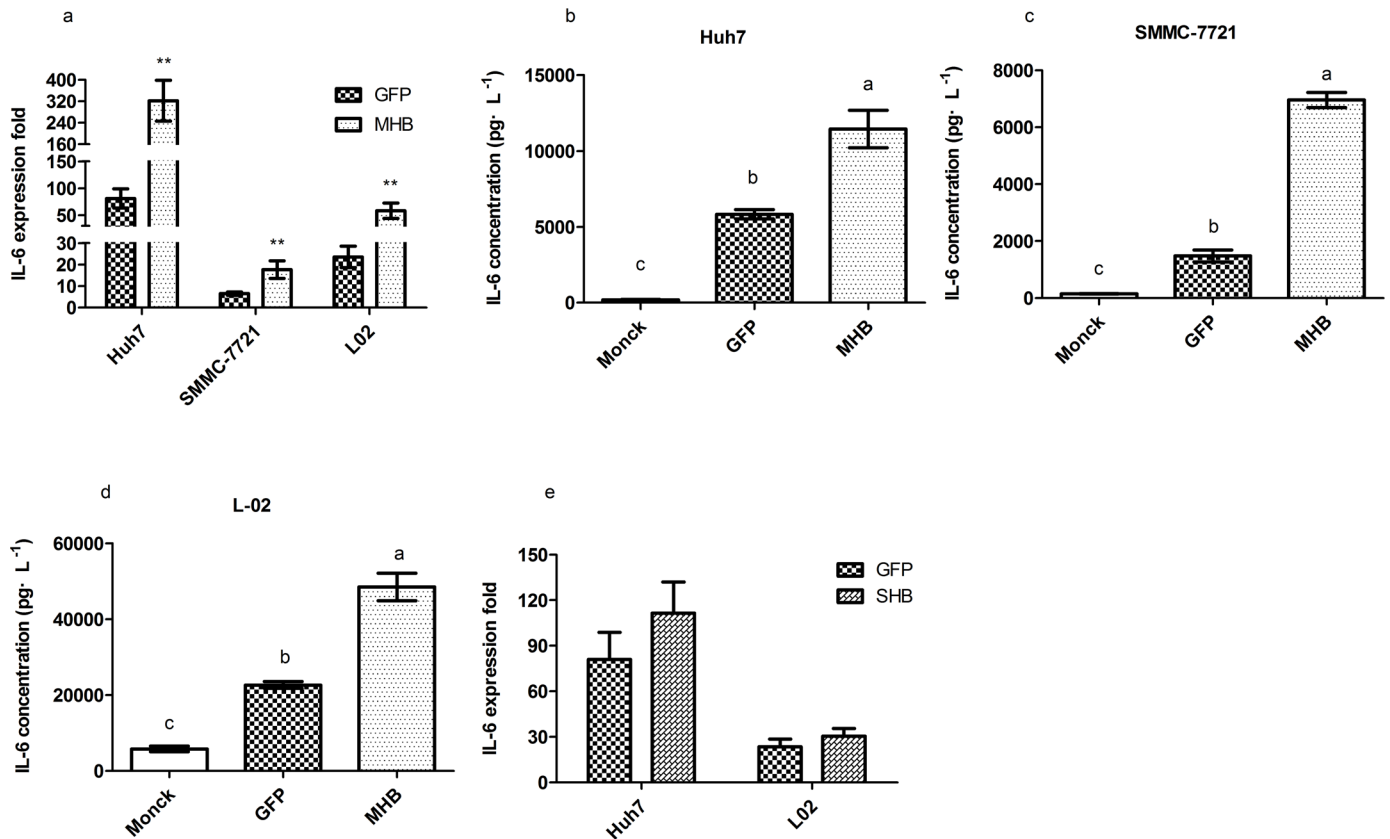 a
IL-6 expression fold
400
320
240
160
150
100
50
30
20
10
0
**
**
**
GFP
MHB
Huh7
SMMC-7721
L02
b
Huh7
IL-6 concentration (pg· L⁻¹)
15000
10000
5000
0
c
b
a
Monck
GFP
MHB
c
SMMC-7721
IL-6 concentration (pg· L⁻¹)
8000
6000
4000
2000
0
c
b
a
Monck
GFP
MHB
d
L-02
IL-6 concentration (pg· L⁻¹)
60000
40000
20000
0
c
b
a
Monck
GFP
MHB
e
IL-6 expression fold
150
120
90
60
30
0
GFP
SHB
Huh7
L02